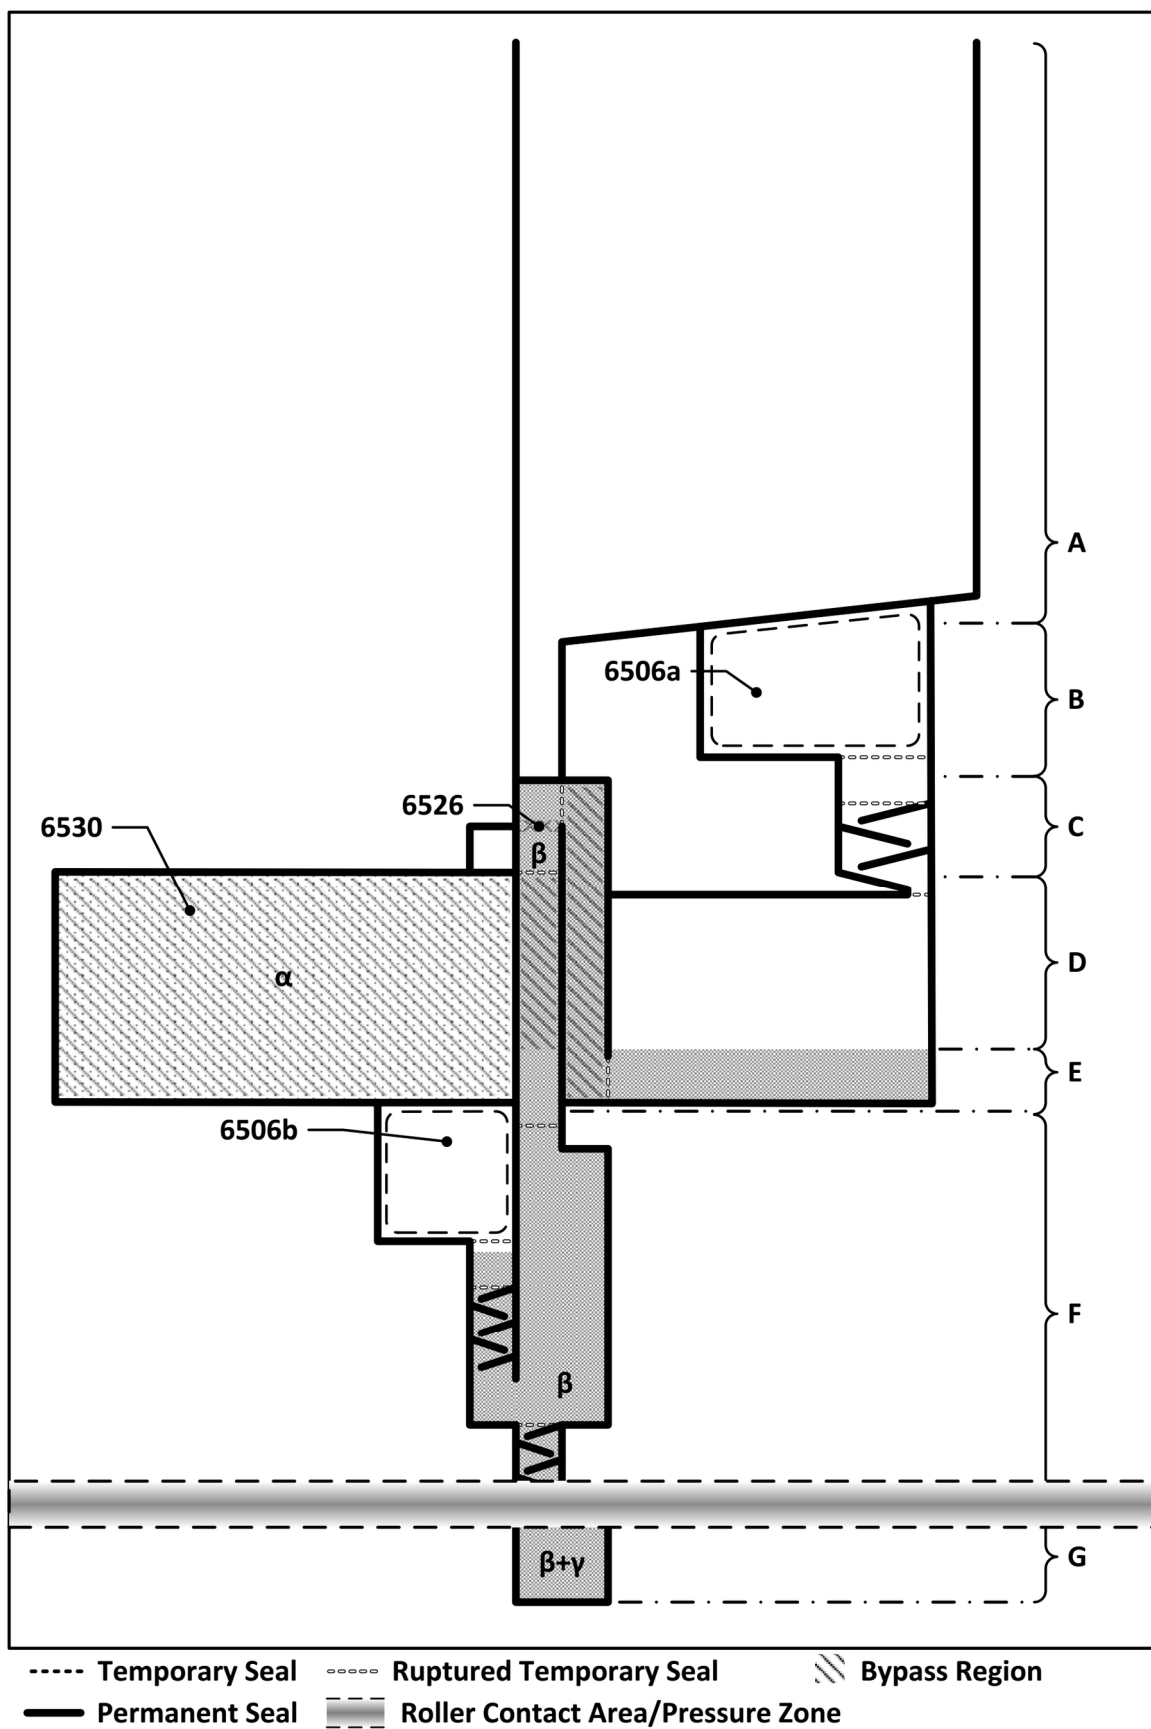 A
6506a
B
6526
C
6530
β
α
D
E
6506b
F
β
β+γ
G
Temporary Seal Ruptured Temporary Seal Bypass Region
Permanent Seal Roller Contact Area/Pressure Zone